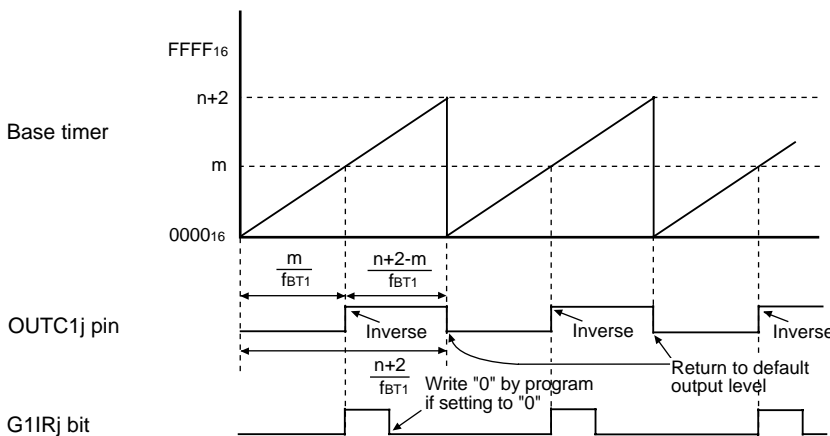 FFFF16
n+2
Base timer
m
000016
m
fBT1
n+2-m
fBT1
OUTC1j pin
Inverse
Inverse
Inverse
n+2
fBT1
Write "0" by program
if setting to "0"
Return to default
output level
G1IRj bit